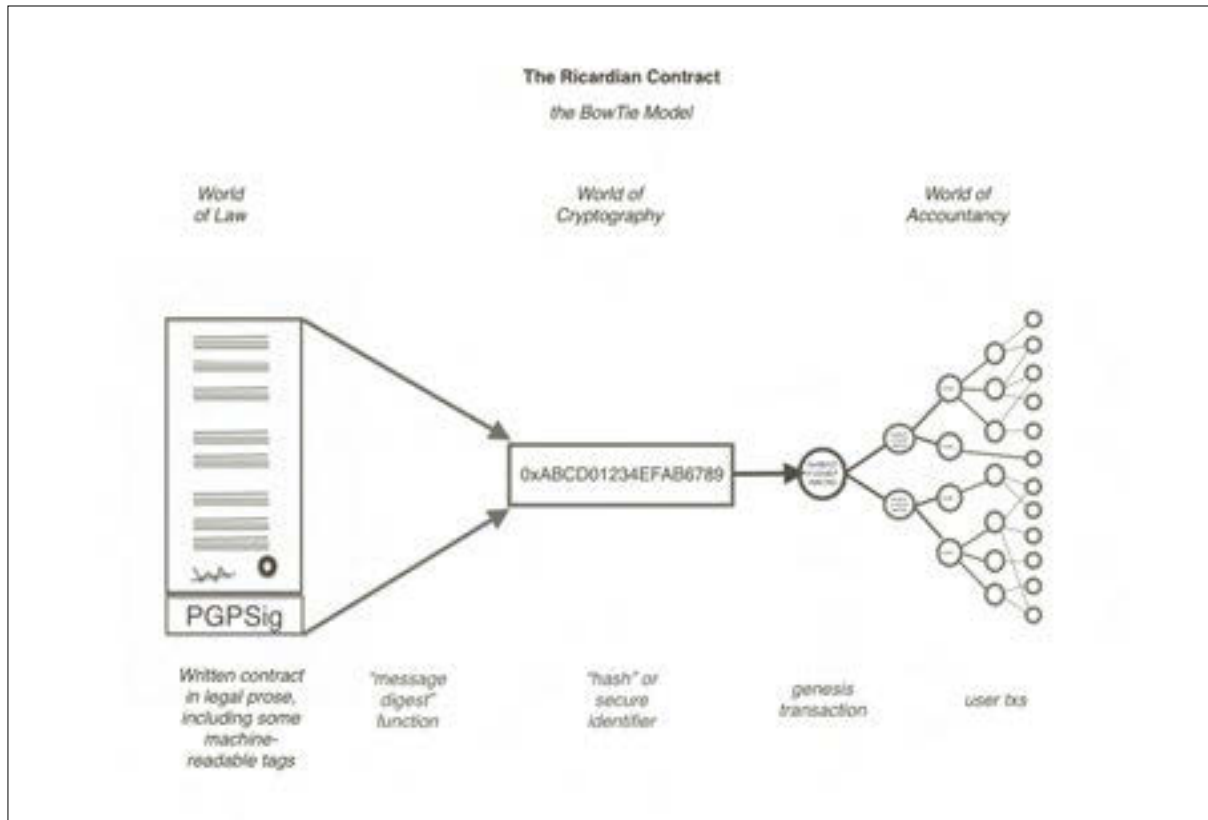 The Ricardian Contract
the BowTie Model
World
of Law
World of
Cryptography
World of
Accountancy
0xABCD01234EFAB6789
PGPSig
Written contract
in legal prose,
including some
machine-
readable tags
"message
digest"
function
"hash" or
secure
identifier
genesis
transaction
user txs